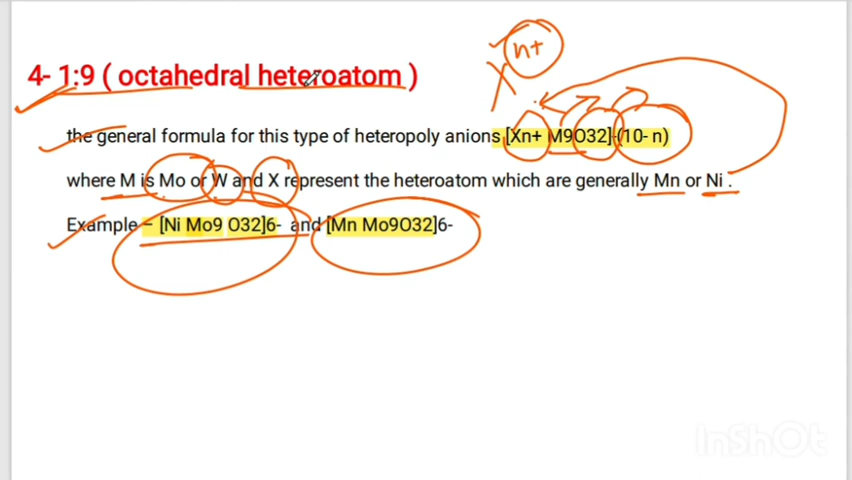 X n+
4- 1:9 ( octahedral heteroatom )
the general formula for this type of heteropoly anions [Xn+ M9O32]-(10- n)
where M is Mo or W and X represent the heteroatom which are generally Mn or Ni .
Example – [Ni Mo9 O32]6- and [Mn Mo9O32]6-
InShOt